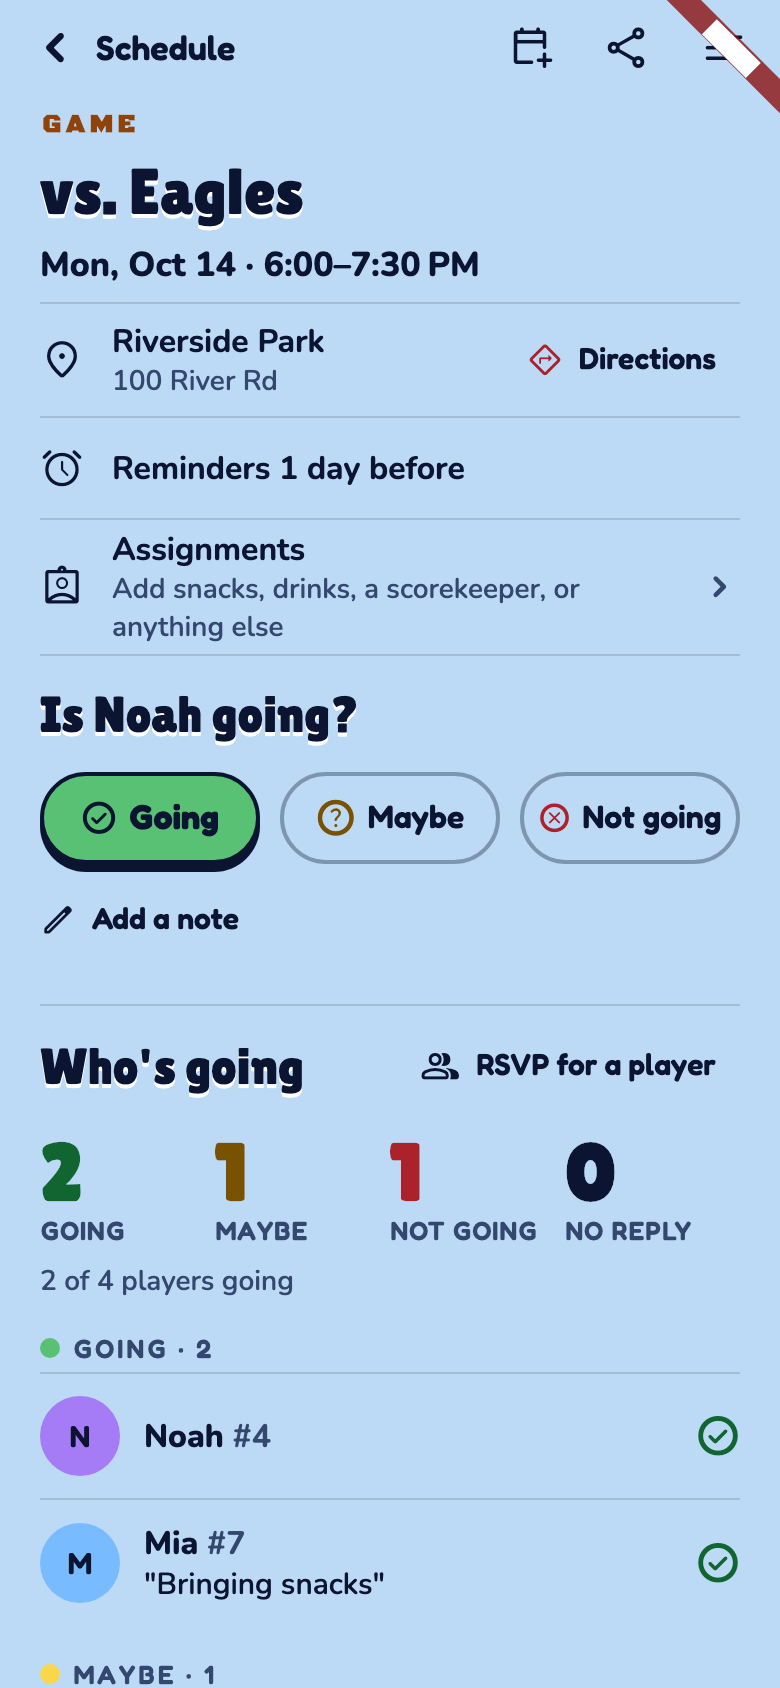 Schedule
GAME
vs. Eagles
Mon, Oct 14 · 6:00–7:30 PM
Riverside Park
100 River Rd
Directions
Reminders 1 day before
Assignments
Add snacks, drinks, a scorekeeper, or
anything else
Is Noah going?
Going
Maybe
Not going
Add a note
Who's going
RSVP for a player
2
1
1
0
GOING
MAYBE
NOT GOING
NO REPLY
2 of 4 players going
GOING · 2
N
Noah #4
M
Mia #7
"Bringing snacks"
MAYBE · 1